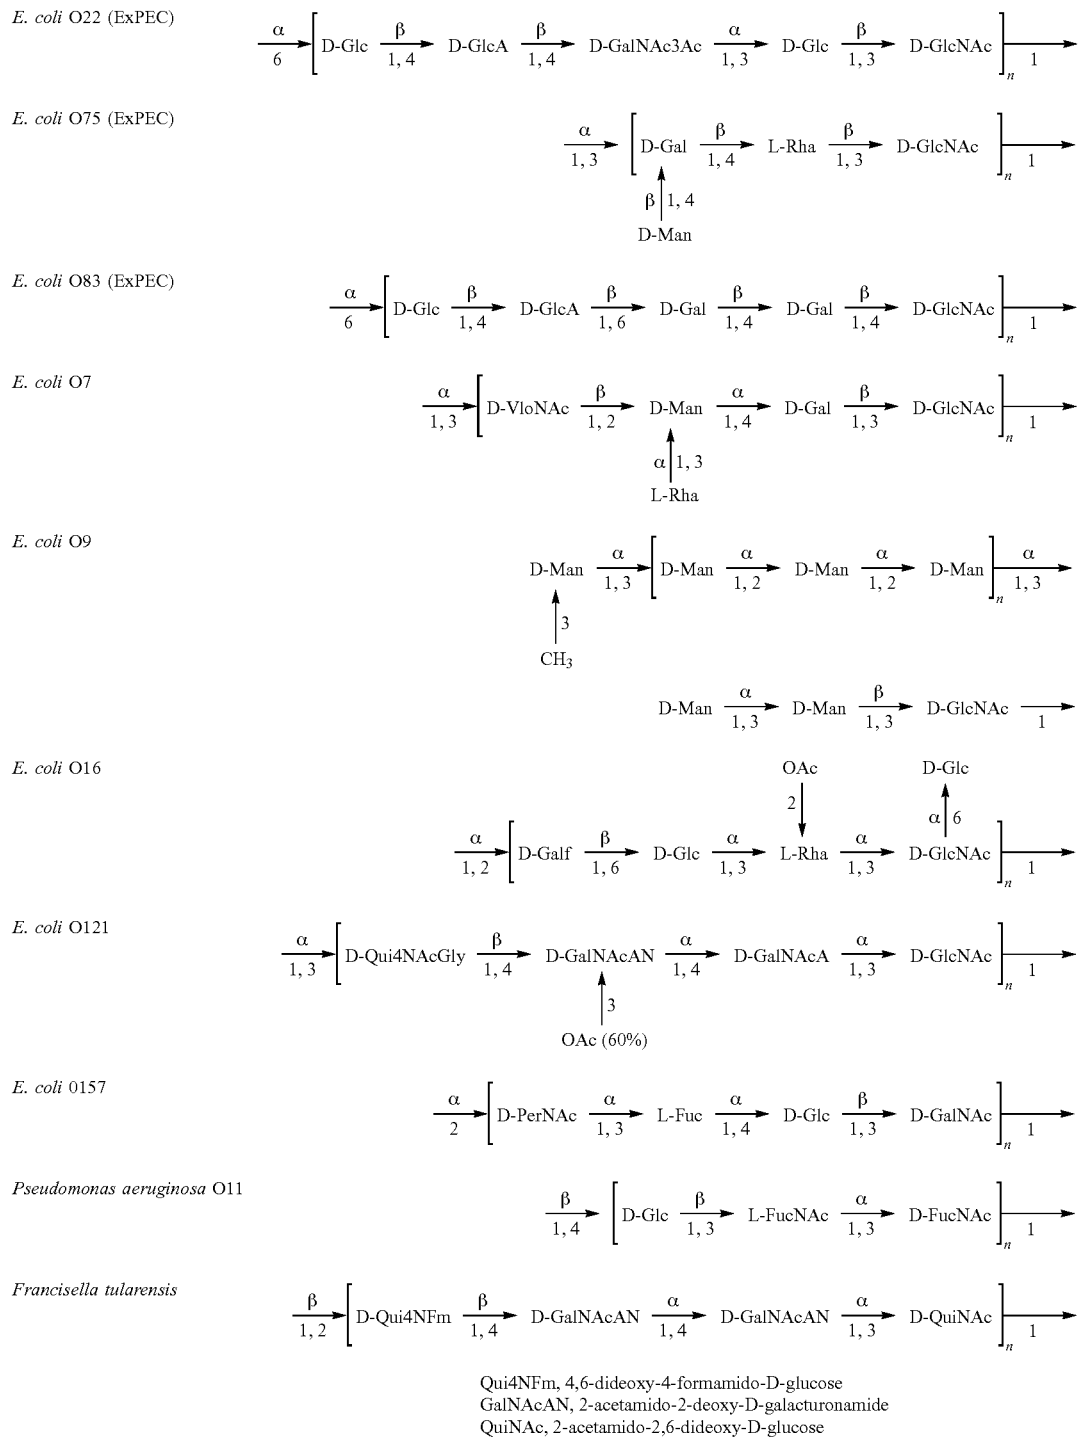 E. coli O22 (ExPEC)
α β β α β
6 [ D-Glc 1, 4 D-GlcA 1, 4 D-GalNAc3Ac 1, 3 D-Glc 1, 3 D-GlcNAc ]n 1
E. coli O75 (ExPEC)
α β β
1, 3 [ D-Gal 1, 4 L-Rha 1, 3 D-GlcNAc ]n 1
β 1, 4
D-Man
E. coli O83 (ExPEC)
α β β β β
6 [ D-Glc 1, 4 D-GlcA 1, 6 D-Gal 1, 4 D-Gal 1, 4 D-GlcNAc ]n 1
E. coli O7
α β α β
1, 3 [ D-VloNAc 1, 2 D-Man 1, 4 D-Gal 1, 3 D-GlcNAc ]n 1
α 1, 3
L-Rha
E. coli O9
α α α α
D-Man 1, 3 [ D-Man 1, 2 D-Man 1, 2 D-Man ]n 1, 3
3
CH3
α β
D-Man 1, 3 D-Man 1, 3 D-GlcNAc 1
E. coli O16
OAc D-Glc
2 α 6
α β α α
1, 2 [ D-Galf 1, 6 D-Glc 1, 3 L-Rha 1, 3 D-GlcNAc ]n 1
E. coli O121
α β α α
1, 3 [ D-Qui4NAcGly 1, 4 D-GalNAcAN 1, 4 D-GalNAcA 1, 3 D-GlcNAc ]n 1
3
OAc (60%)
E. coli 0157
α α α β
2 [ D-PerNAc 1, 3 L-Fuc 1, 4 D-Glc 1, 3 D-GalNAc ]n 1
Pseudomonas aeruginosa O11
β β α
1, 4 [ D-Glc 1, 3 L-FucNAc 1, 3 D-FucNAc ]n 1
Francisella tularensis
β β α α
1, 2 [ D-Qui4NFm 1, 4 D-GalNAcAN 1, 4 D-GalNAcAN 1, 3 D-QuiNAc ]n 1
Qui4NFm, 4,6-dideoxy-4-formamido-D-glucose
GalNAcAN, 2-acetamido-2-deoxy-D-galacturonamide
QuiNAc, 2-acetamido-2,6-dideoxy-D-glucose